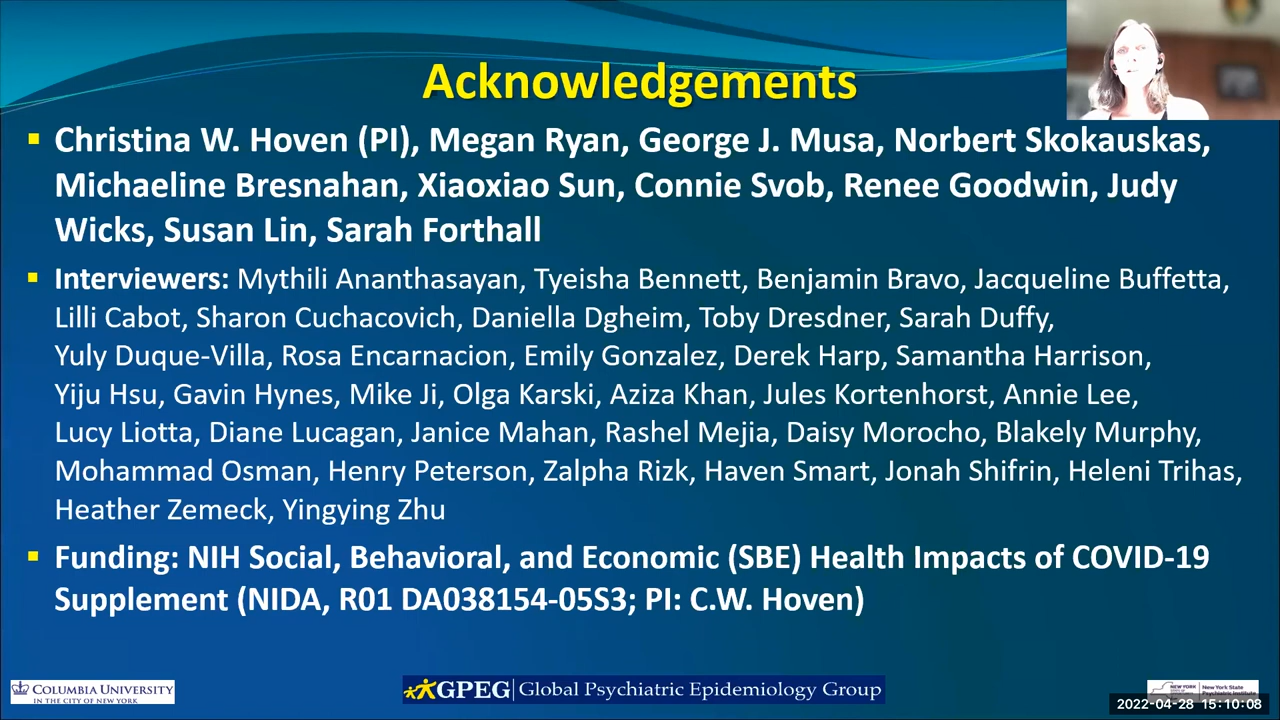 Acknowledgements
▪ Christina W. Hoven (PI), Megan Ryan, George J. Musa, Norbert Skokauskas,
Michaeline Bresnahan, Xiaoxiao Sun, Connie Svob, Renee Goodwin, Judy
Wicks, Susan Lin, Sarah Forthall
▪ Interviewers: Mythili Ananthasayan, Tyeisha Bennett, Benjamin Bravo, Jacqueline Buffetta,
Lilli Cabot, Sharon Cuchacovich, Daniella Dgheim, Toby Dresdner, Sarah Duffy,
Yuly Duque-Villa, Rosa Encarnacion, Emily Gonzalez, Derek Harp, Samantha Harrison,
Yiju Hsu, Gavin Hynes, Mike Ji, Olga Karski, Aziza Khan, Jules Kortenhorst, Annie Lee,
Lucy Liotta, Diane Lucagan, Janice Mahan, Rashel Mejia, Daisy Morocho, Blakely Murphy,
Mohammad Osman, Henry Peterson, Zalpha Rizk, Haven Smart, Jonah Shifrin, Heleni Trihas,
Heather Zemeck, Yingying Zhu
▪ Funding: NIH Social, Behavioral, and Economic (SBE) Health Impacts of COVID-19
Supplement (NIDA, R01 DA038154-05S3; PI: C.W. Hoven)
COLUMBIA UNIVERSITY
IN THE CITY OF NEW YORK
GPEG Global Psychiatric Epidemiology Group
NEW YORK
New York State
Psychiatric Institute
2022-04-28 15:10:08